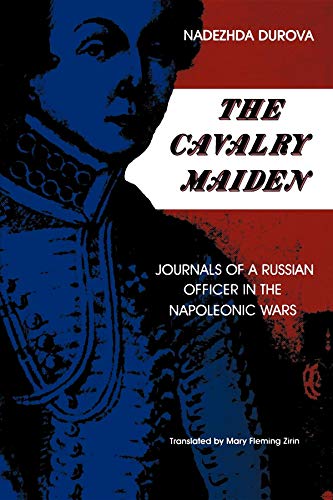 NADEZHDA DUROVA
THE
CAVALRY
MAIDEN
JOURNALS OF A RUSSIAN
OFFICER IN THE
NAPOLEONIC WARS
Translated by Mary Fleming Zirin